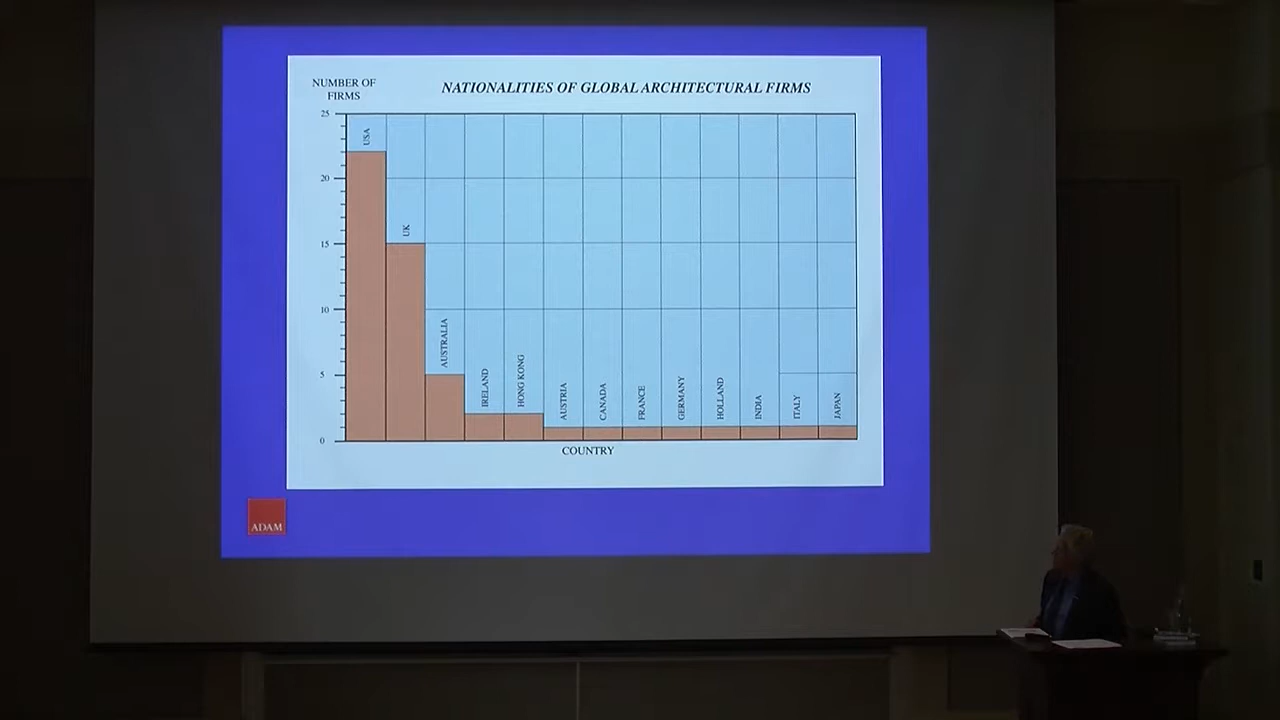 NUMBER OF
FIRMS
NATIONALITIES OF GLOBAL ARCHITECTURAL FIRMS
25
20
15
10
5
0
USA
UK
AUSTRALIA
IRELAND
HONG KONG
AUSTRIA
CANADA
FRANCE
GERMANY
HOLLAND
INDIA
ITALY
JAPAN
COUNTRY
ADAM